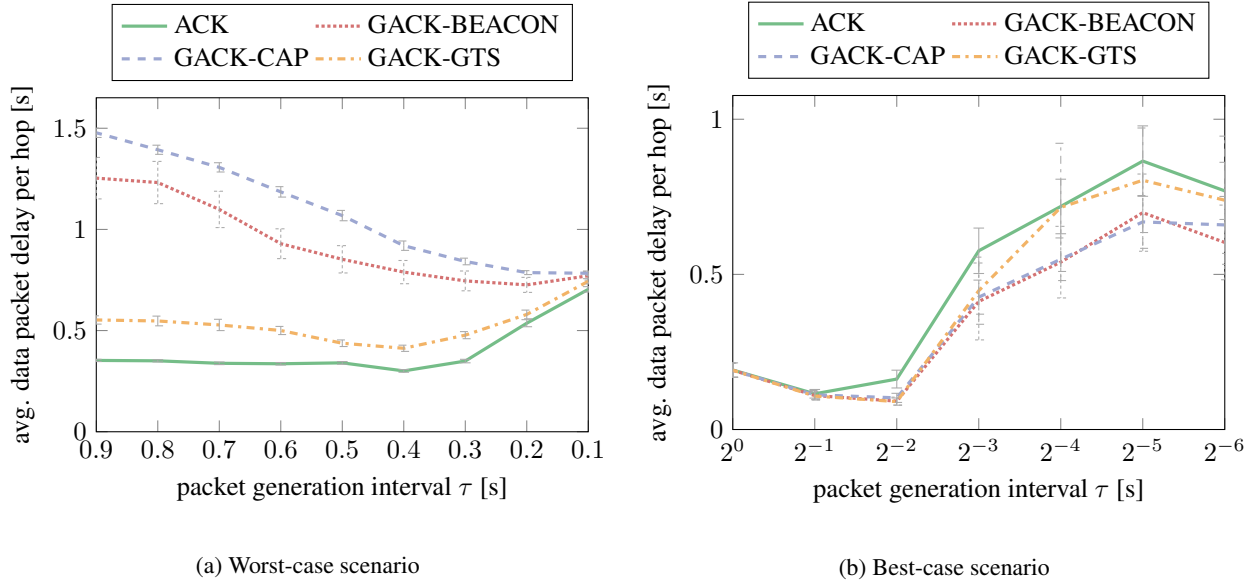 ACK GACK-BEACON
GACK-CAP GACK-GTS
avg. data packet delay per hop [s]
1.5
1
0.5
0
0.9 0.8 0.7 0.6 0.5 0.4 0.3 0.2 0.1
packet generation interval τ [s]
(a) Worst-case scenario
ACK GACK-BEACON
GACK-CAP GACK-GTS
avg. data packet delay per hop [s]
1
0.5
0
2⁰ 2⁻¹ 2⁻² 2⁻³ 2⁻⁴ 2⁻⁵ 2⁻⁶
packet generation interval τ [s]
(b) Best-case scenario